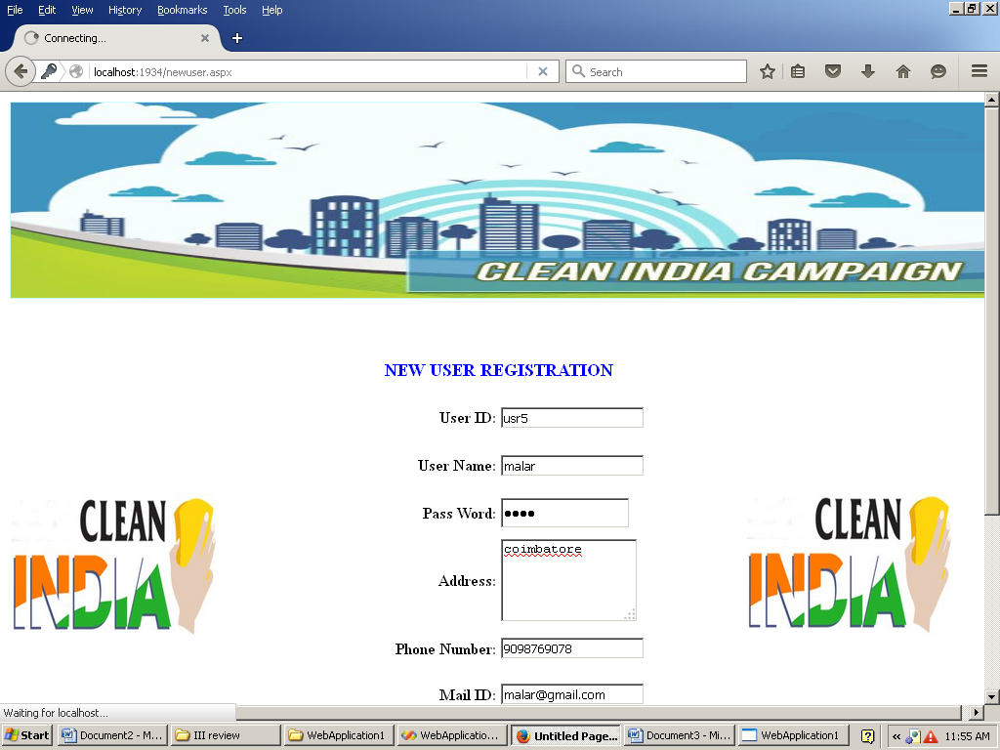 File Edit View History Bookmarks Tools Help
Connecting...
localhost:1934/newuser.aspx
Search
CLEAN INDIA CAMPAIGN
NEW USER REGISTRATION
User ID: usr5
User Name: malar
Pass Word: ●●●●
Address: coimbatore
Phone Number: 9098769078
Mail ID: malar@gmail.com
CLEAN
INDIA
CLEAN
INDIA
Waiting for localhost...
Start Document2 - M... III review WebApplication1 WebApplicatio... Untitled Page... Document3 - Mi... WebApplication1 11:55 AM